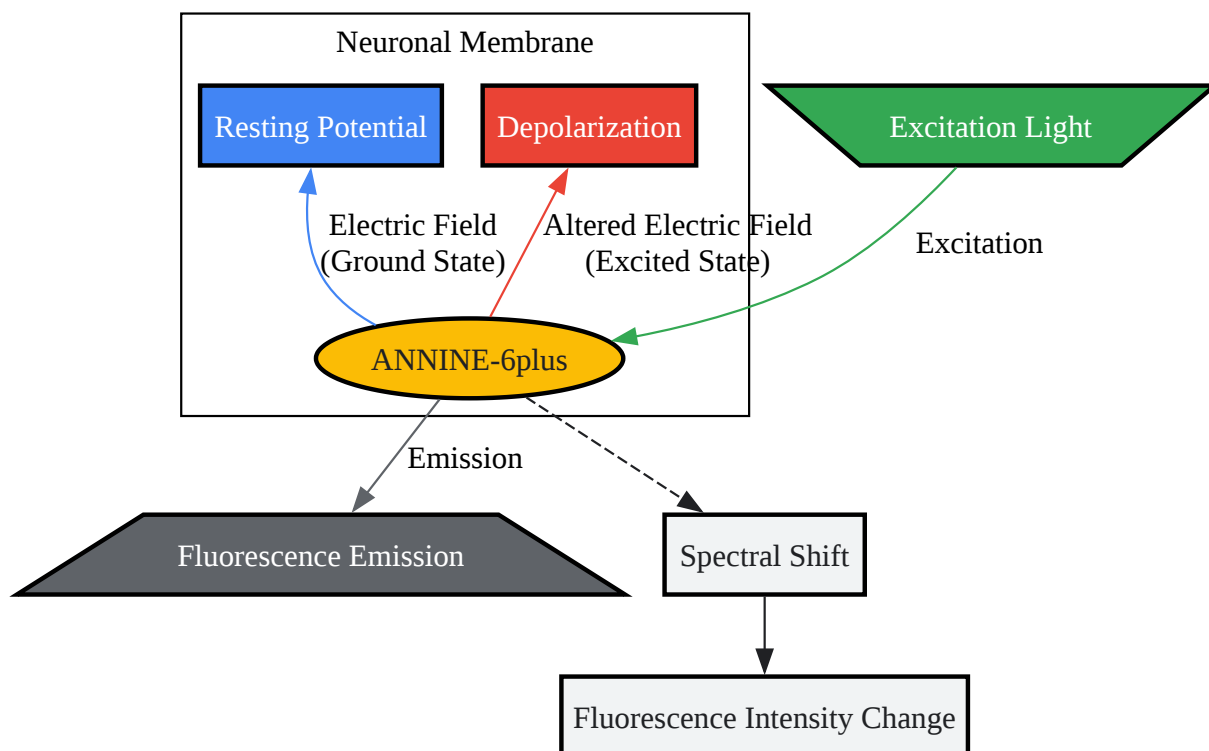 Neuronal Membrane
Resting Potential
Depolarization
Excitation Light
Electric Field
(Ground State)
Altered Electric Field
(Excited State)
Excitation
ANNINE-6plus
Emission
Fluorescence Emission
Spectral Shift
Fluorescence Intensity Change